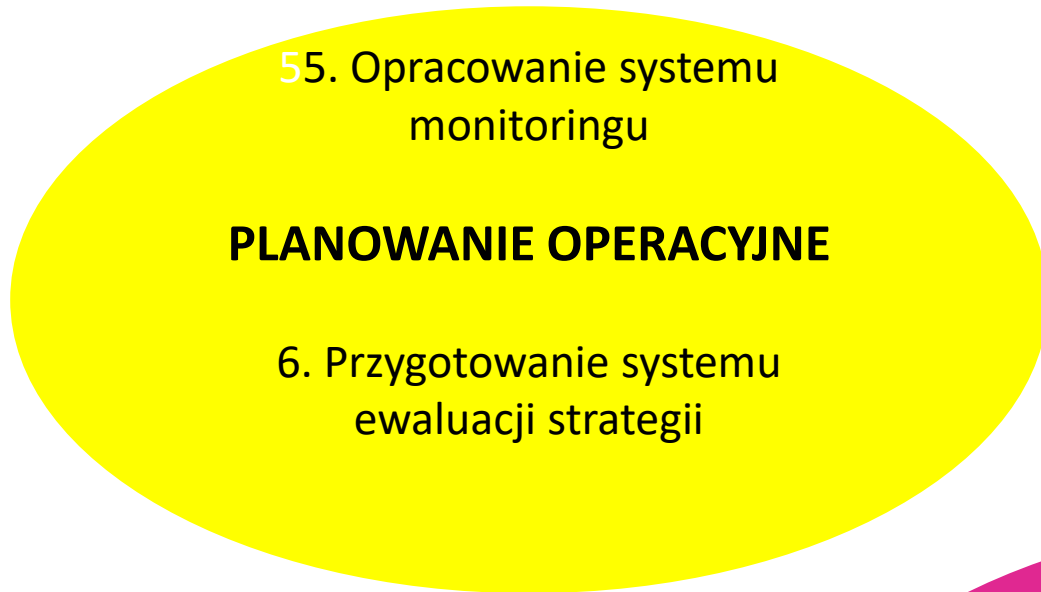 55. Opracowanie systemu
monitoringu
PLANOWANIE OPERACYJNE
6. Przygotowanie systemu
ewaluacji strategii